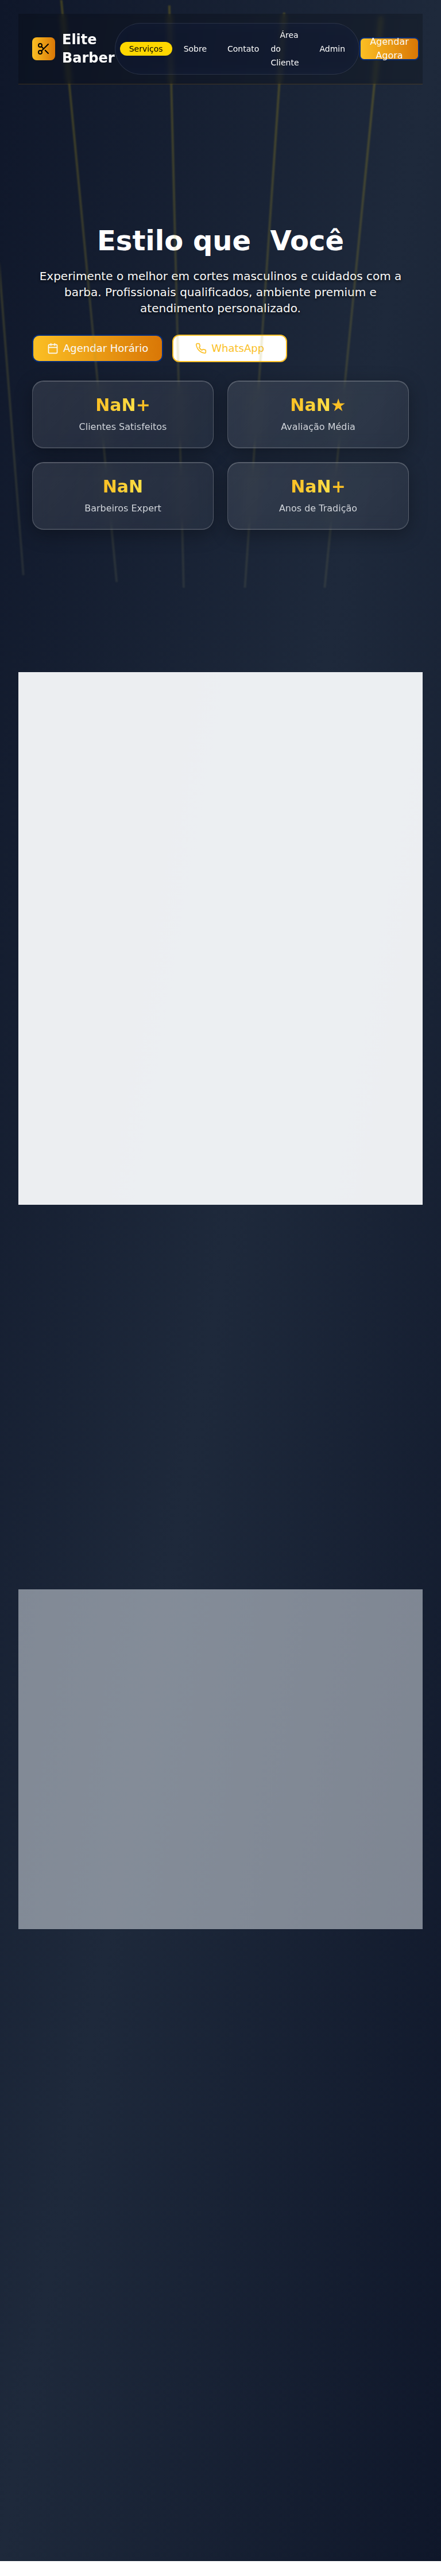 Elite
Barber
Serviços
Sobre
Contato
Área
do
Cliente
Admin
Agendar
Agora
Estilo que Você
Experimente o melhor em cortes masculinos e cuidados com a
barba. Profissionais qualificados, ambiente premium e
atendimento personalizado.
Agendar Horário
WhatsApp
NaN+
Clientes Satisfeitos
NaN★
Avaliação Média
NaN
Barbeiros Expert
NaN+
Anos de Tradição